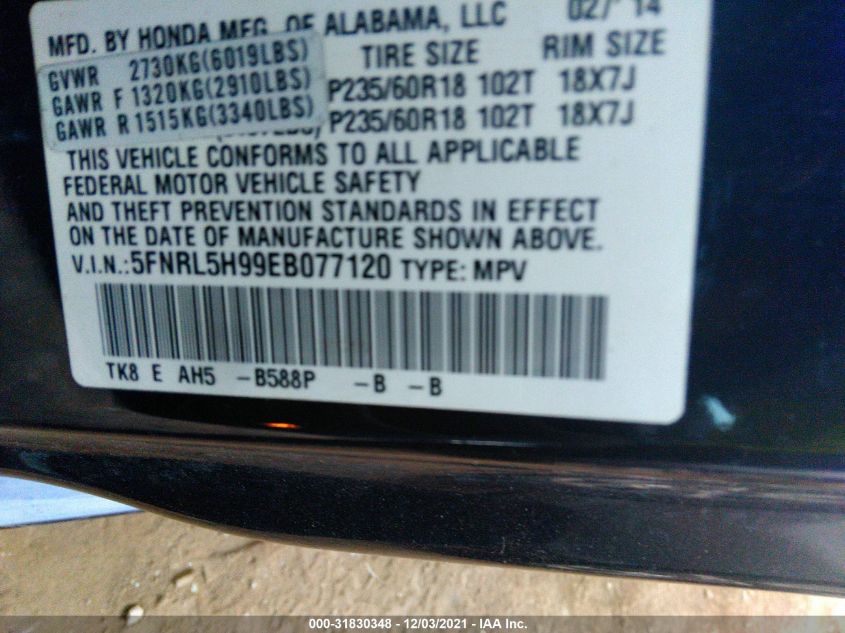 MFD. BY HONDA MFG. OF ALABAMA, LLC 02/ 14
TIRE SIZE RIM SIZE
GVWR 2730KG(6019LBS)
GAWR F 1320KG(2910LBS) P235/60R18 102T 18X7J
GAWR R 1515KG(3340LBS) P235/60R18 102T 18X7J
THIS VEHICLE CONFORMS TO ALL APPLICABLE
FEDERAL MOTOR VEHICLE SAFETY
AND THEFT PREVENTION STANDARDS IN EFFECT
ON THE DATE OF MANUFACTURE SHOWN ABOVE.
V.I.N.:5FNRL5H99EB077120 TYPE: MPV
TK8 E AH5 -B588P -B -B
000-31830348 - 12/03/2021 - IAA Inc.